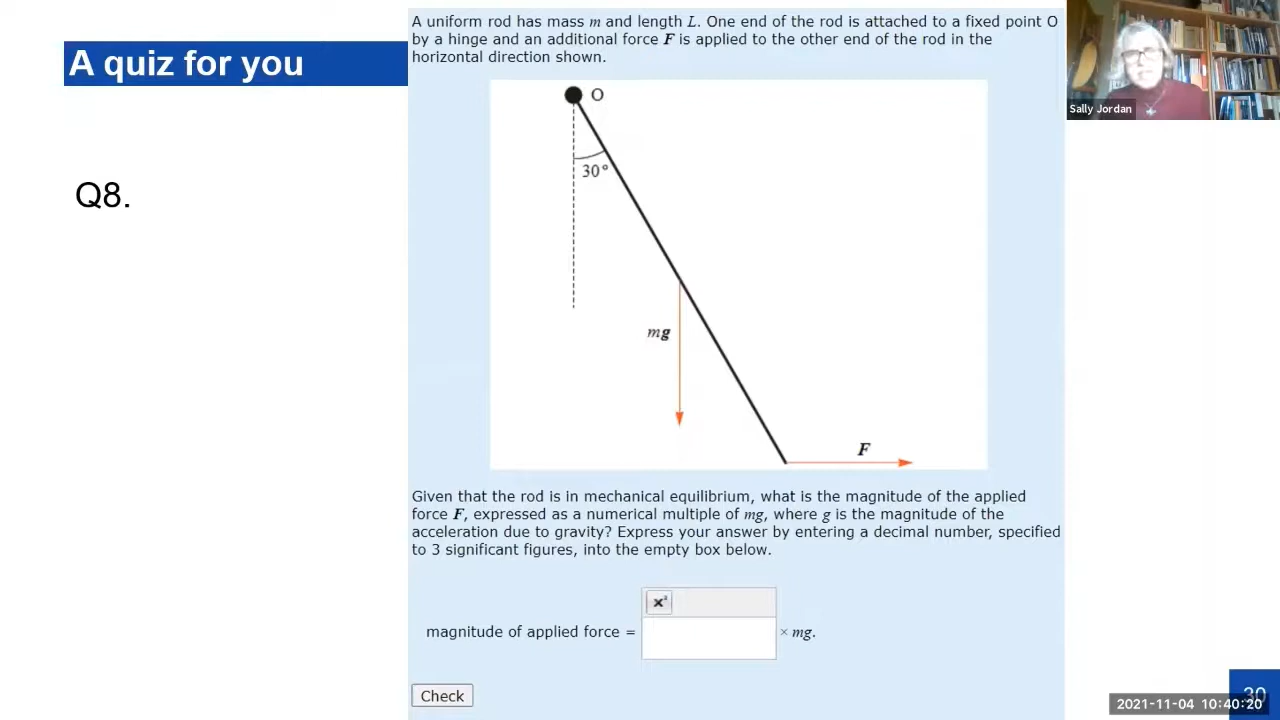 A quiz for you
Q8.
A uniform rod has mass m and length L. One end of the rod is attached to a fixed point O
by a hinge and an additional force F is applied to the other end of the rod in the
horizontal direction shown.
O
30°
mg
F
Given that the rod is in mechanical equilibrium, what is the magnitude of the applied
force F, expressed as a numerical multiple of mg, where g is the magnitude of the
acceleration due to gravity? Express your answer by entering a decimal number, specified
to 3 significant figures, into the empty box below.
x²
magnitude of applied force = × mg.
Check
Sally Jordan
30
2021-11-04 10:40:20